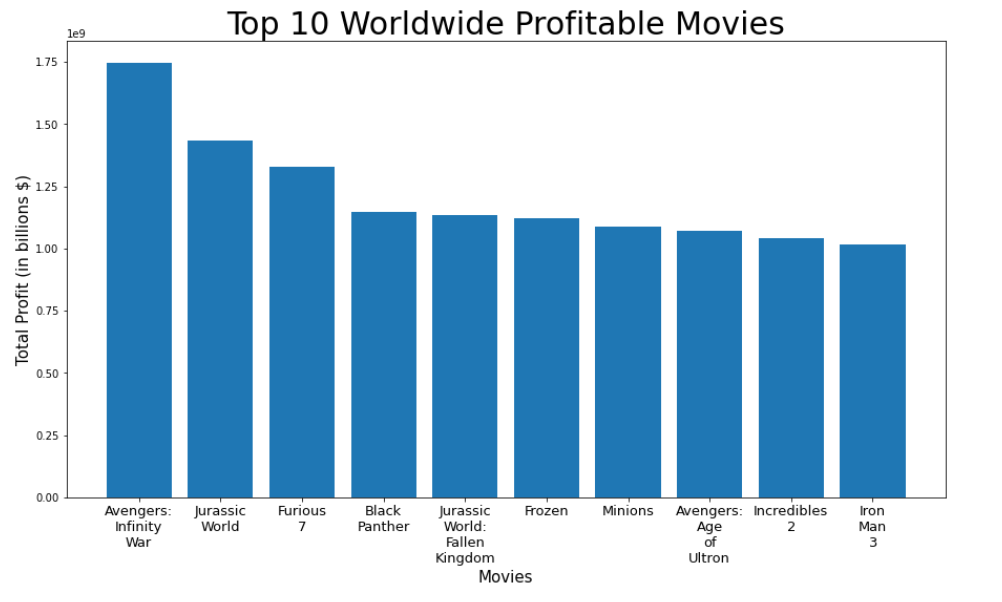 Top 10 Worldwide Profitable Movies
1e9
1.75
1.50
1.25
1.00
0.75
0.50
0.25
0.00
Total Profit (in billions $)
Avengers:
Infinity
War
Jurassic
World
Furious
7
Black
Panther
Jurassic
World:
Fallen
Kingdom
Frozen
Minions
Avengers:
Age
of
Ultron
Incredibles
2
Iron
Man
3
Movies